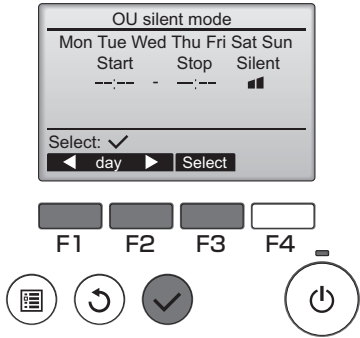 OU silent mode
Mon Tue Wed Thu Fri Sat Sun
Start Stop Silent
--:-- - --:--
Select: ✓
◀ day ▶ Select
F1 F2 F3 F4